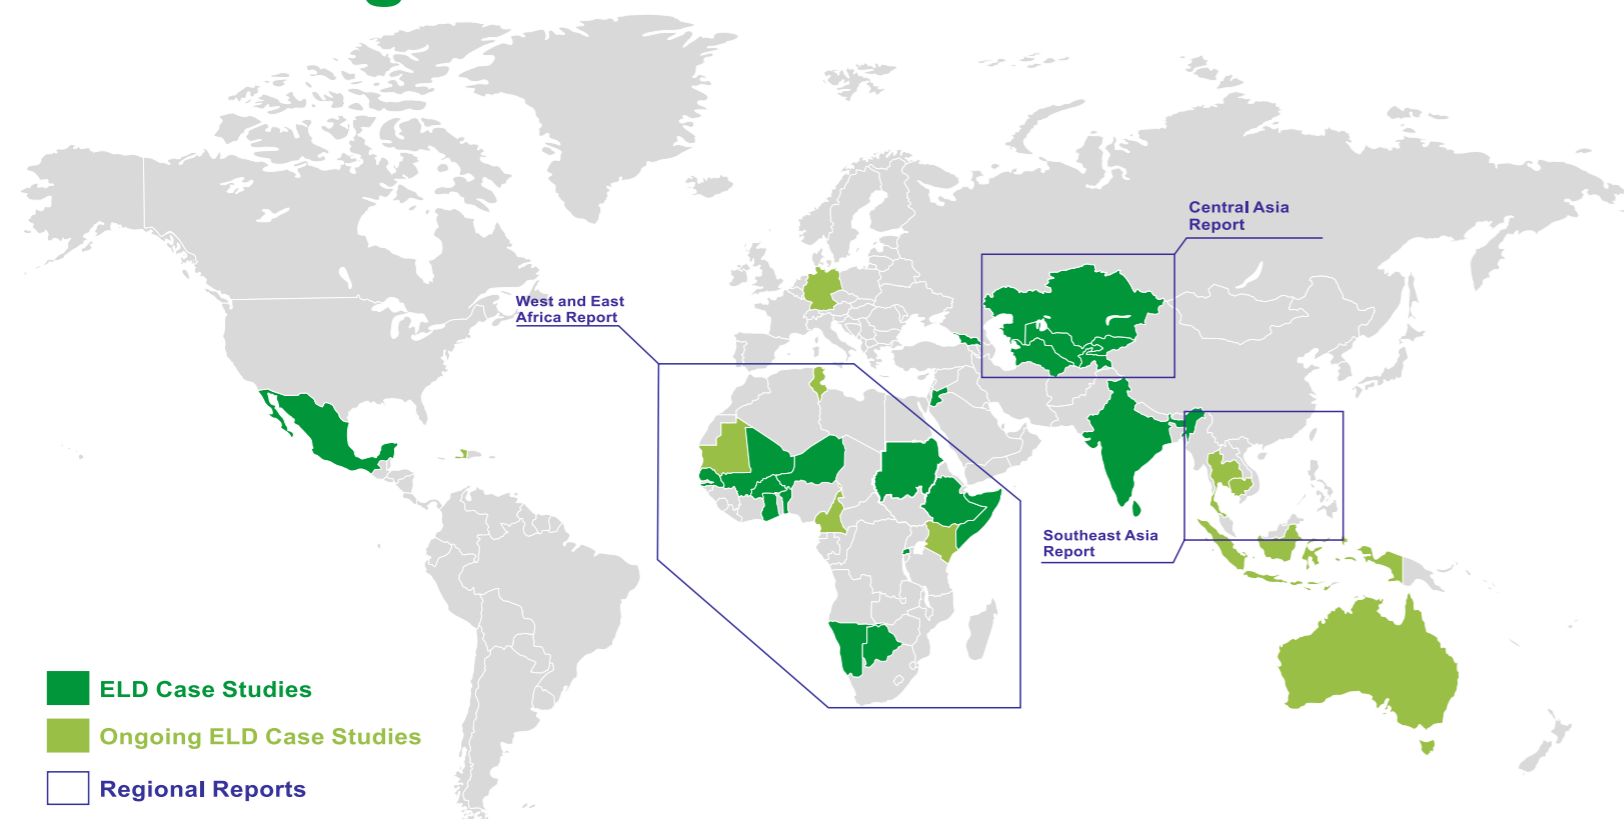 Central Asia
Report
West and East
Africa Report
Southeast Asia
Report
ELD Case Studies
Ongoing ELD Case Studies
Regional Reports